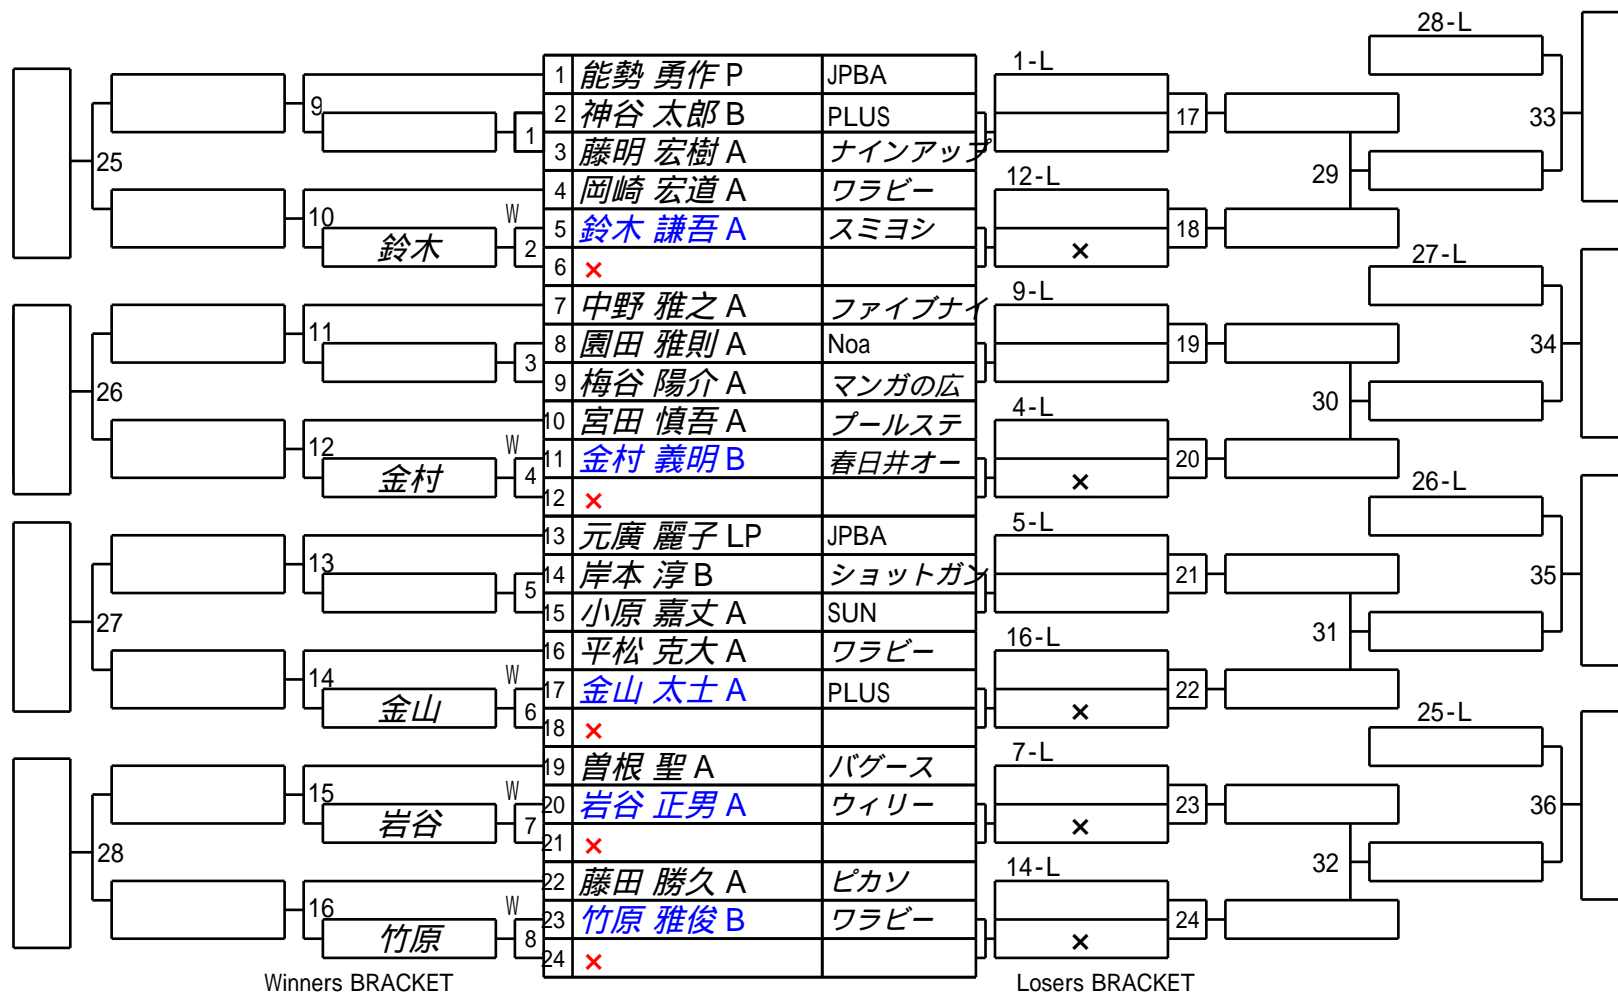 28-L
1 能勢 勇作 P JPBA 1-L
9 2 神谷 太郎 B PLUS 17 33
1
25 3 藤明 宏樹 A ナインアップ
4 岡崎 宏道 A ワラビー 12-L 29
10 W 5 鈴木 謙吾 A スミヨシ 18
鈴木 2 × 27-L
6 ×
7 中野 雅之 A ファイブナイ 9-L
11 8 園田 雅則 A Noa 19 34
3
26 9 梅谷 陽介 A マンガの広
10 宮田 慎吾 A プールステ 4-L 30
12 W 11 金村 義明 B 春日井オー 20
金村 4 × 26-L
12 ×
13 元廣 麗子 LP JPBA 5-L
13 14 岸本 淳 B ショットガン 21 35
5
27 15 小原 嘉丈 A SUN
16 平松 克大 A ワラビー 16-L 31
14 W 17 金山 太士 A PLUS 22
金山 6 × 25-L
18 ×
19 曽根 聖 A バグース 7-L
15 W 20 岩谷 正男 A ウィリー 23 36
岩谷 7 ×
28 21 ×
22 藤田 勝久 A ピカソ 14-L 32
16 W 23 竹原 雅俊 B ワラビー 24
竹原 8 ×
24 ×
Winners BRACKET Losers BRACKET